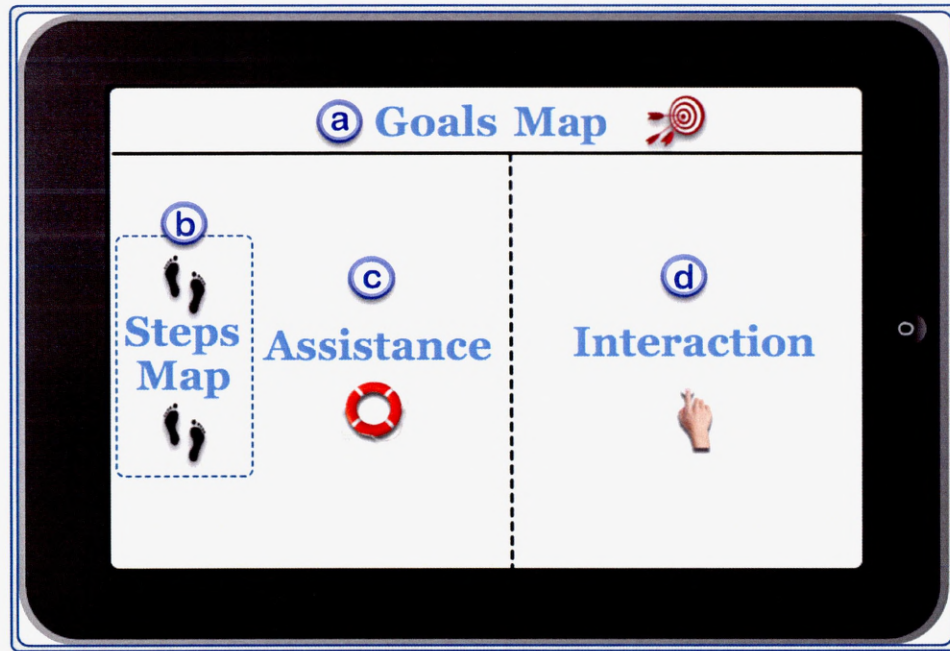 a Goals Map
b
Steps
Map
c
Assistance
d
Interaction